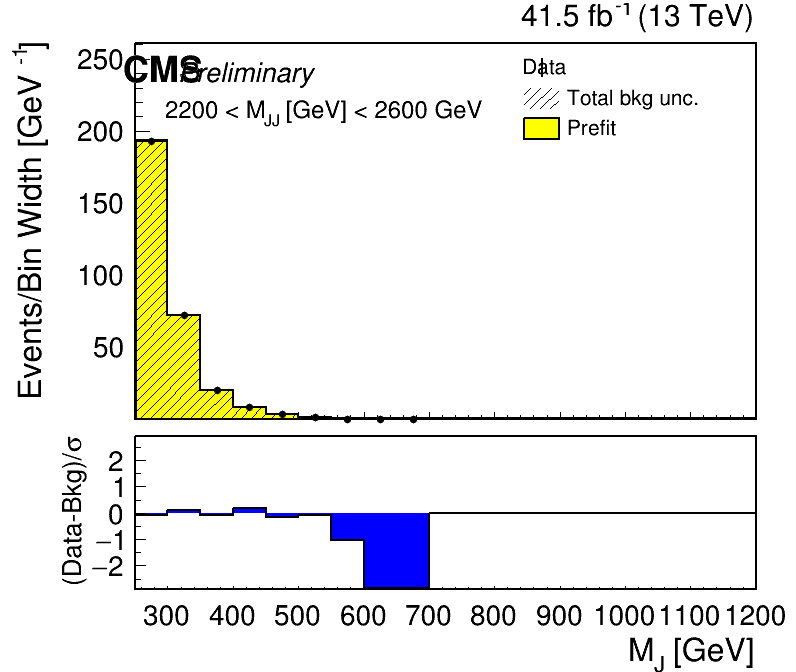 41.5 fb⁻¹ (13 TeV)
CMS Preliminary
2200 < M_JJ [GeV] < 2600 GeV
Data
Total bkg unc.
Prefit
Events/Bin Width [GeV⁻¹]
250
200
150
100
50
(Data-Bkg)/σ
2
1
0
−1
−2
300 400 500 600 700 800 900 1000 1100 1200
M_J [GeV]